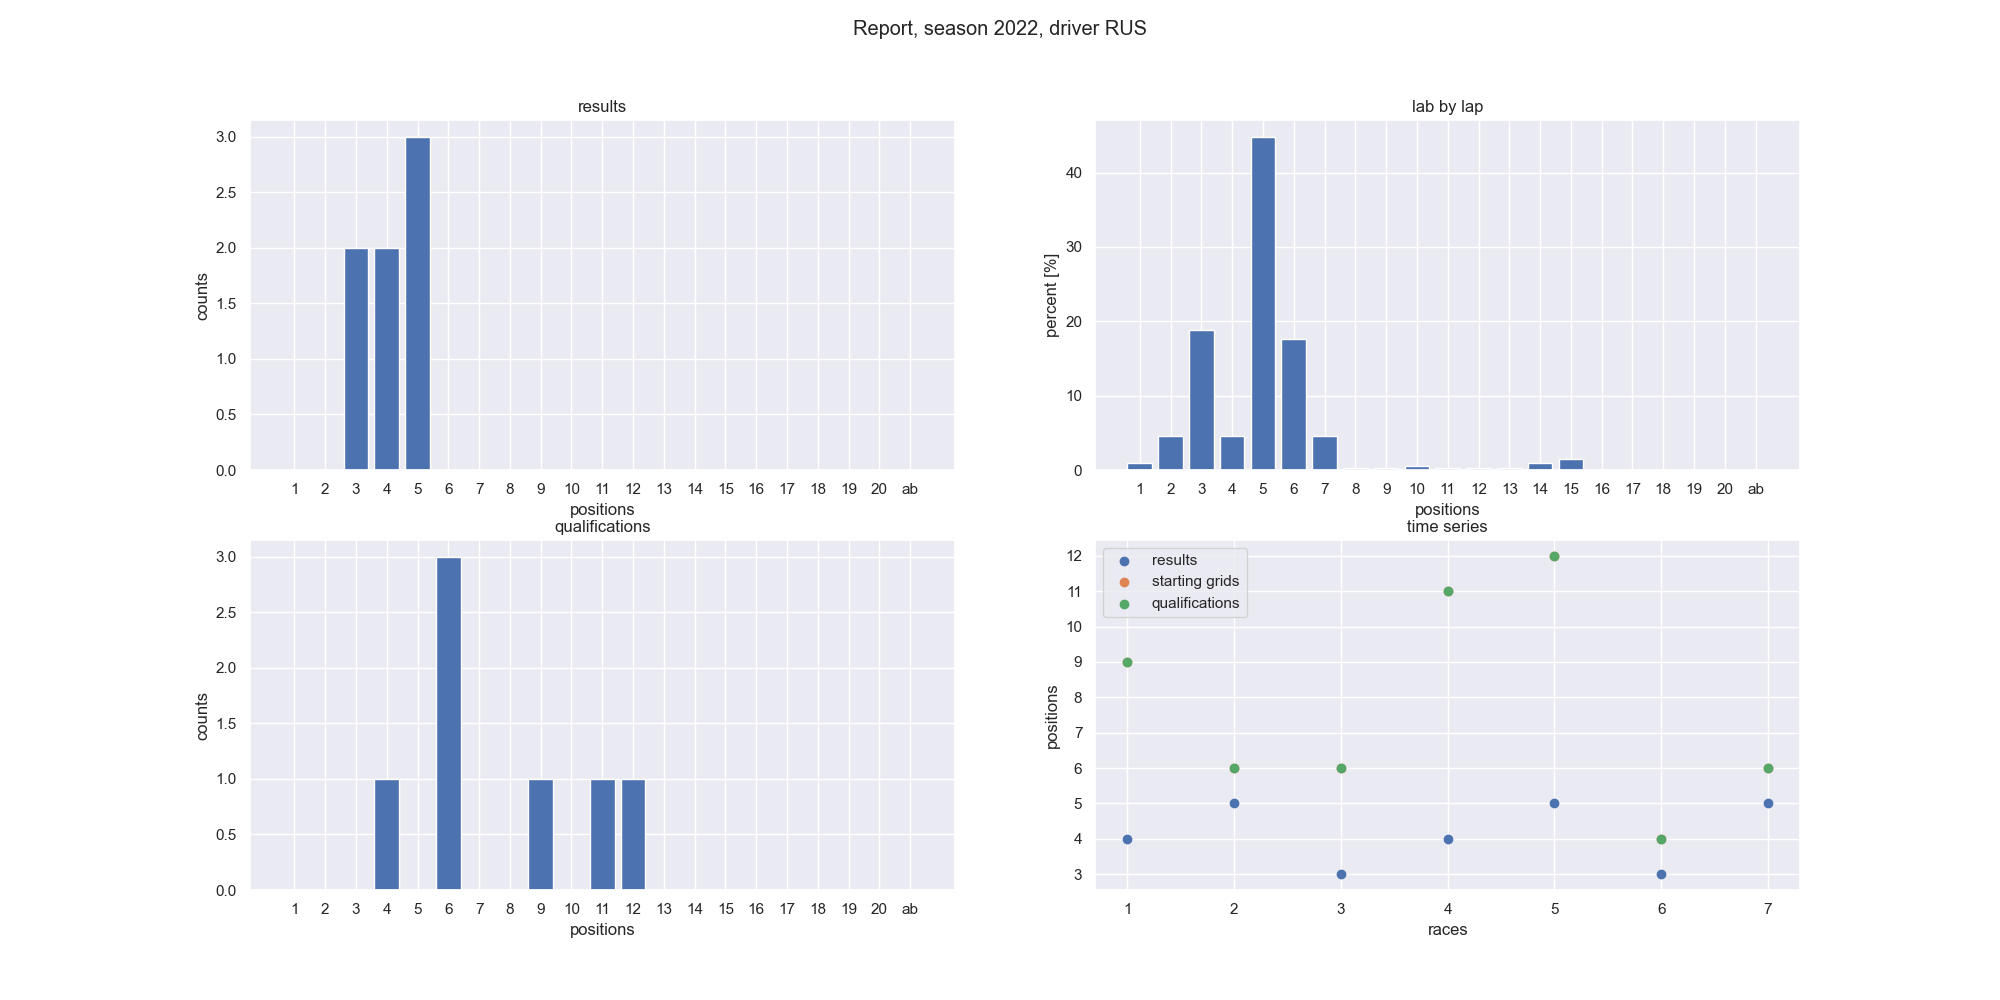 Report, season 2022, driver RUS
results
counts
3.0
2.5
2.0
1.5
1.0
0.5
0.0
1 2 3 4 5 6 7 8 9 10 11 12 13 14 15 16 17 18 19 20 ab
positions
lab by lap
percent [%]
40
30
20
10
0
1 2 3 4 5 6 7 8 9 10 11 12 13 14 15 16 17 18 19 20 ab
positions
qualifications
counts
3.0
2.5
2.0
1.5
1.0
0.5
0.0
1 2 3 4 5 6 7 8 9 10 11 12 13 14 15 16 17 18 19 20 ab
positions
time series
positions
12
11
10
9
8
7
6
5
4
3
results
starting grids
qualifications
1 2 3 4 5 6 7
races